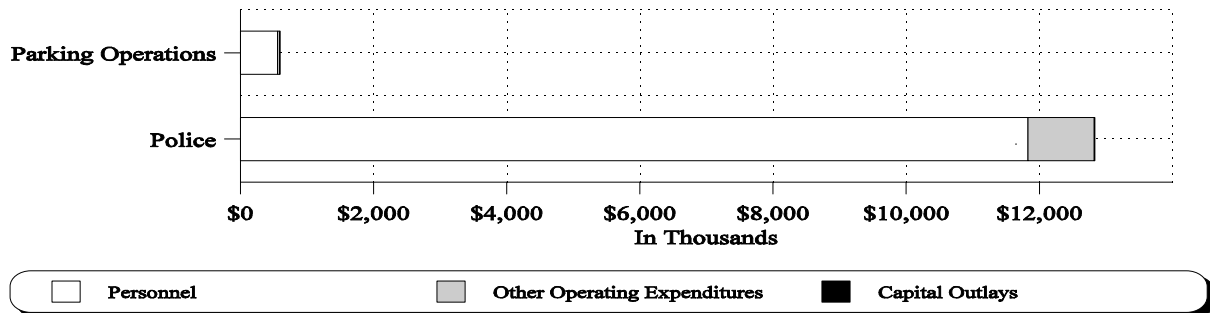 Parking Operations
Police
$0 $2,000 $4,000 $6,000 $8,000 $10,000 $12,000
In Thousands
Personnel Other Operating Expenditures Capital Outlays